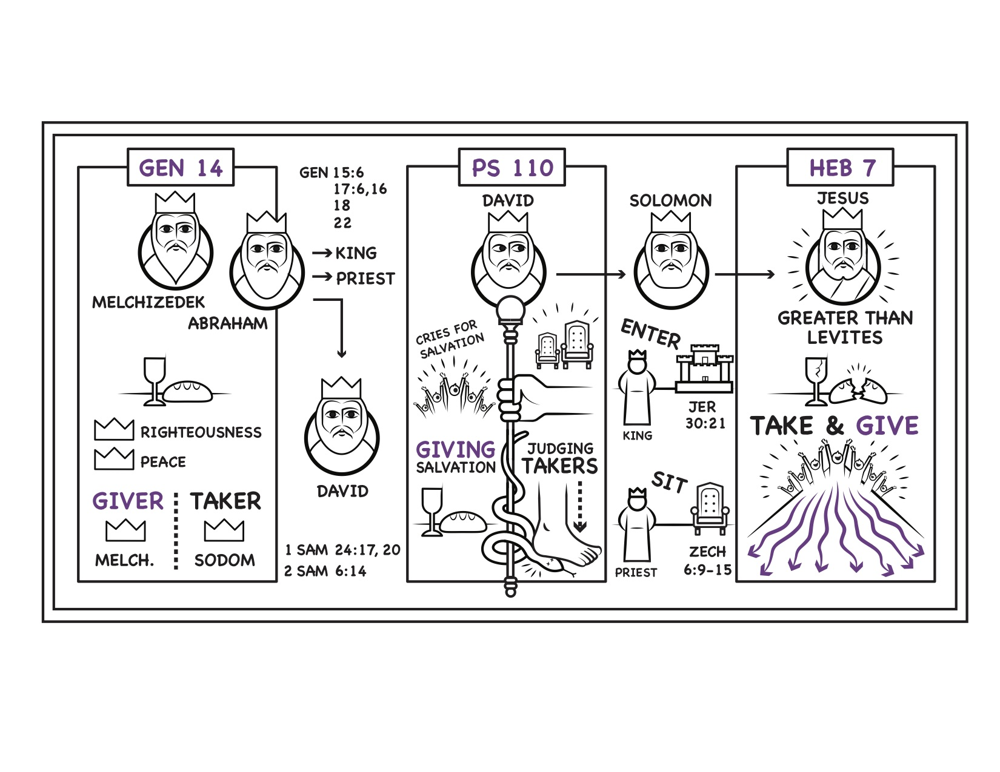 GEN 14
MELCHIZEDEK
ABRAHAM
RIGHTEOUSNESS
PEACE
GIVER
TAKER
MELCH.
SODOM
GEN 15:6
17:6,16
18
22
→ KING
→ PRIEST
DAVID
1 SAM 24:17, 20
2 SAM 6:14
PS 110
DAVID
CRIES FOR
SALVATION
GIVING
SALVATION
JUDGING
TAKERS
SOLOMON
ENTER
KING
JER
30:21
SIT
PRIEST
ZECH
6:9-15
HEB 7
JESUS
GREATER THAN
LEVITES
TAKE & GIVE